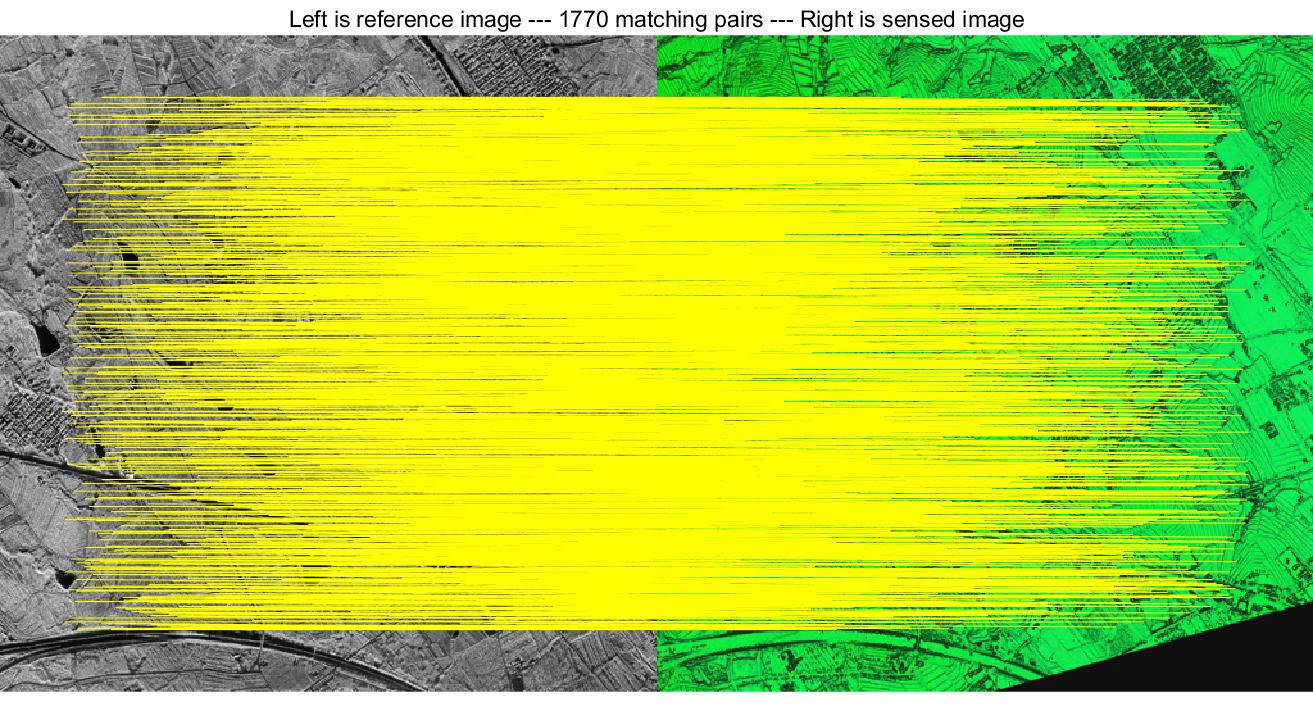 Left is reference image --- 1770 matching pairs --- Right is sensed image